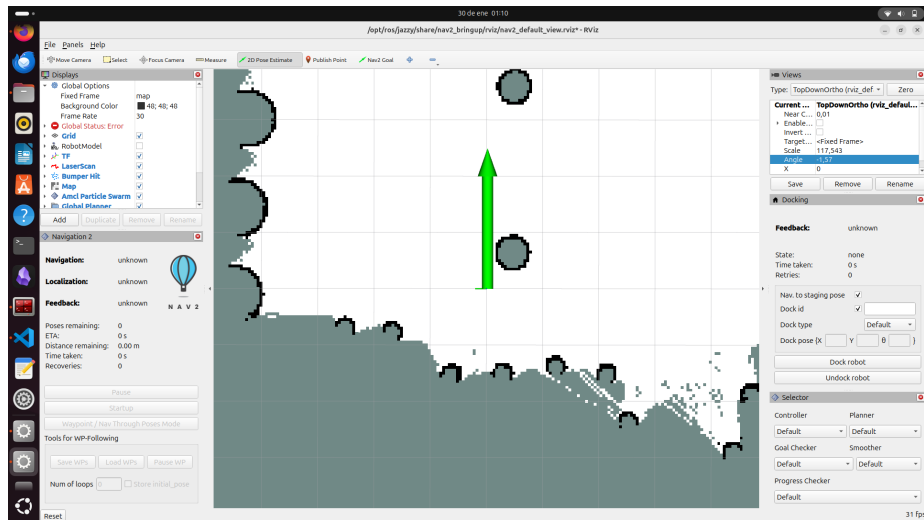 30 de ene 01:10
/opt/ros/jazzy/share/nav2_bringup/rviz/nav2_default_view.rviz* - RViz
File Panels Help
Move Camera Select Focus Camera Measure 2D Pose Estimate Publish Point Nav2 Goal
Displays
Global Options
Fixed Frame map
Background Color 48; 48; 48
Frame Rate 30
Global Status: Error
Grid
RobotModel
TF
LaserScan
Bumper Hit
Map
Amcl Particle Swarm
Global Planner
Add Duplicate Remove Rename
Navigation 2
Navigation: unknown
Localization: unknown
Feedback: unknown
NAV2
Poses remaining: 0
ETA: 0 s
Distance remaining: 0.00 m
Time taken: 0 s
Recoveries: 0
Pause
Startup
Waypoint / Nav Through Poses Mode
Tools for WP-Following
Save WPs Load WPs Pause WP
Num of loops 0 Store initial_pose
Reset
Views
Type: TopDownOrtho (rviz_def Zero
Current ... TopDownOrtho (rviz_defaul...
Near C... 0,01
Enable...
Invert ...
Target... <Fixed Frame>
Scale 117,543
Angle -1,57
X 0
Save Remove Rename
Docking
Feedback: unknown
State: none
Time taken: 0 s
Retries: 0
Nav. to staging pose
Dock id
Dock type Default
Dock pose {X Y θ }
Dock robot
Undock robot
Selector
Controller Planner
Default Default
Goal Checker Smoother
Default Default
Progress Checker
Default
31 fps